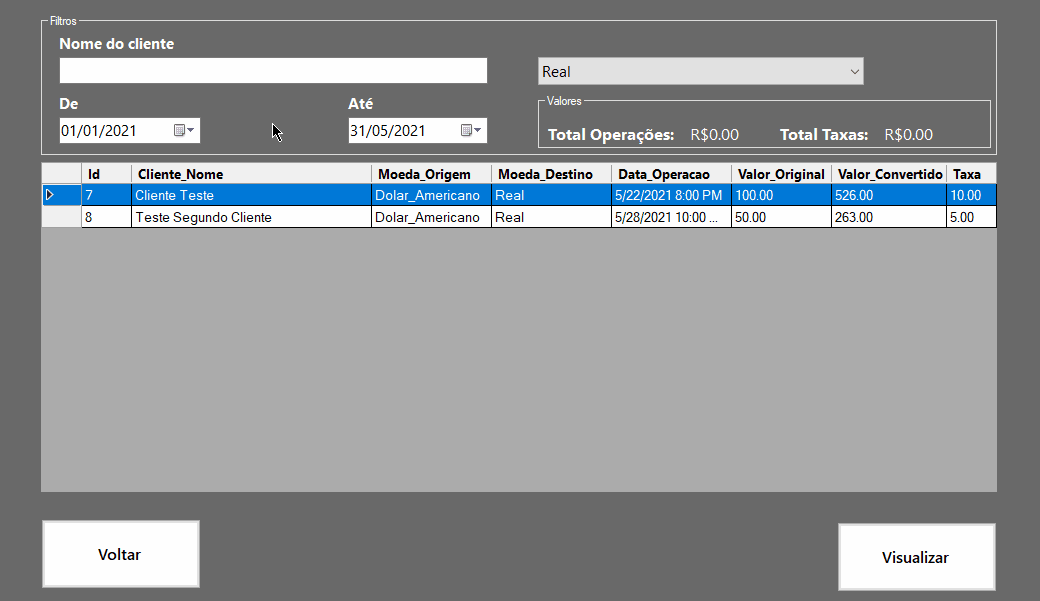 Filtros
Nome do cliente
Real
De
Até
01/01/2021
31/05/2021
Valores
Total Operações: R$0.00 Total Taxas: R$0.00
Id Cliente_Nome Moeda_Origem Moeda_Destino Data_Operacao Valor_Original Valor_Convertido Taxa
7 Cliente Teste Dolar_Americano Real 5/22/2021 8:00 PM 100.00 526.00 10.00
8 Teste Segundo Cliente Dolar_Americano Real 5/28/2021 10:00 ... 50.00 263.00 5.00
Voltar
Visualizar